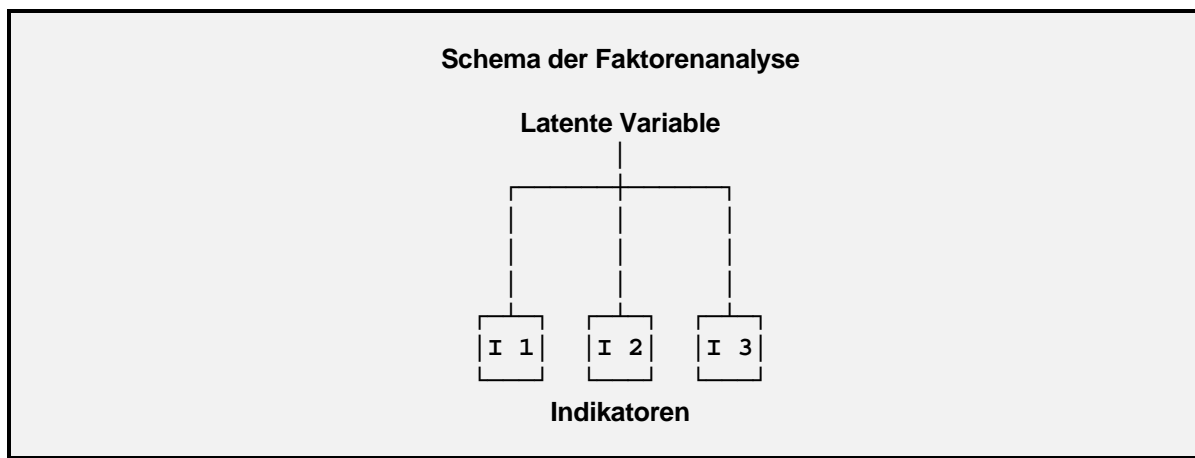 Schema der Faktorenanalyse
Latente Variable
I 1 I 2 I 3
Indikatoren